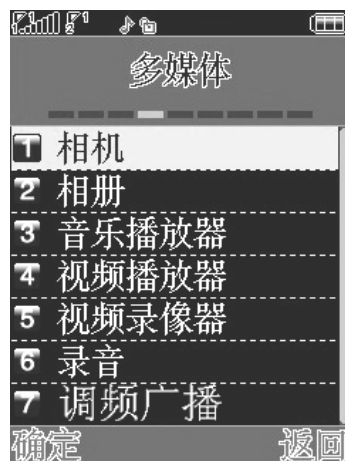 多媒体
1 相机
2 相册
3 音乐播放器
4 视频播放器
5 视频录像器
6 录音
7 调频广播
确定 返回